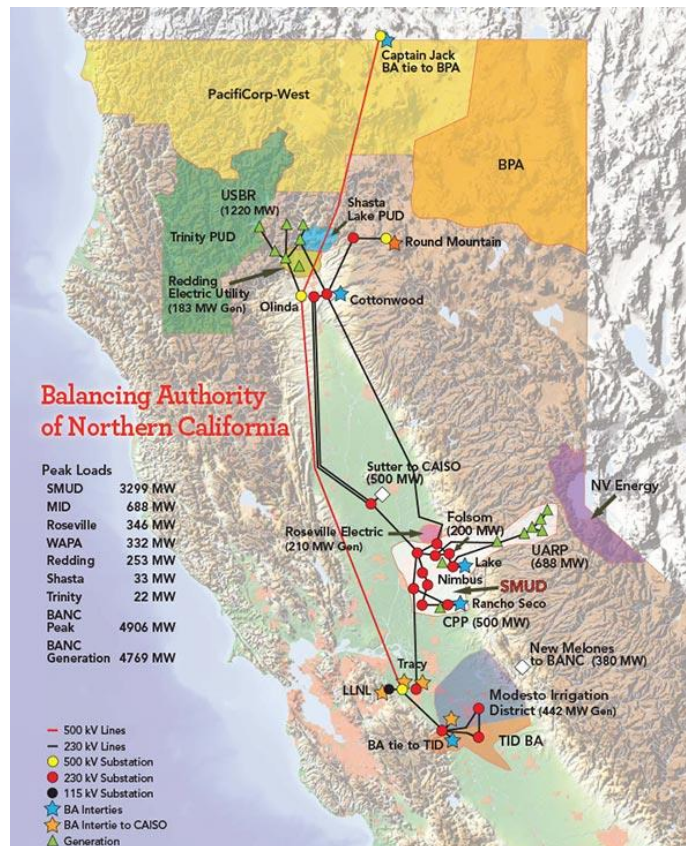 Captain Jack
BA tie to BPA
PacifiCorp-West
BPA
USBR
(1220 MW)
Shasta
Lake PUD
Trinity PUD
Round Mountain
Redding
Electric Utility
(183 MW Gen)
Olinda
Cottonwood
Balancing Authority
of Northern California
Peak Loads
SMUD 3299 MW
MID 688 MW
Roseville 346 MW
WAPA 332 MW
Redding 253 MW
Shasta 33 MW
Trinity 22 MW
BANC
Peak 4906 MW
BANC
Generation 4769 MW
Sutter to CAISO
(500 MW)
NV Energy
Roseville Electric
(210 MW Gen)
Folsom
(200 MW)
UARP
(688 MW)
Lake
Nimbus
SMUD
Rancho Seco
CPP (500 MW)
New Melones
to BANC (380 MW)
Tracy
LLNL
Modesto Irrigation
District (442 MW Gen)
BA tie to TID
TID BA
500 kV Lines
230 kV Lines
500 kV Substation
230 kV Substation
115 kV Substation
BA Interties
BA Intertie to CAISO
Generation